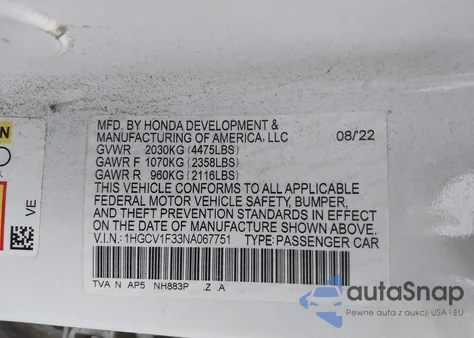 MFD. BY HONDA DEVELOPMENT &
MANUFACTURING OF AMERICA, LLC 08/22
GVWR 2030KG (4475LBS)
GAWR F 1070KG (2358LBS)
GAWR R 960KG (2116LBS)
THIS VEHICLE CONFORMS TO ALL APPLICABLE
FEDERAL MOTOR VEHICLE SAFETY, BUMPER,
AND THEFT PREVENTION STANDARDS IN EFFECT
ON THE DATE OF MANUFACTURE SHOWN ABOVE.
V.I.N.: 1HGCV1F33NA067751 TYPE: PASSENGER CAR
TVA N AP5 NH883P .Z .A
VE
autoSnap
Pewne auta z aukcji USA i EU